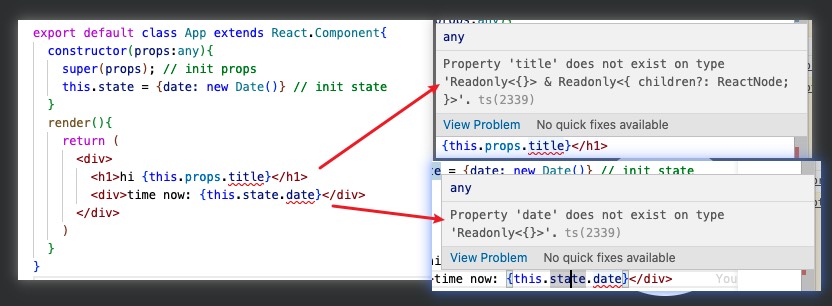 export default class App extends React.Component{
constructor(props:any){
super(props); // init props
this.state = {date: new Date()} // init state
}
render(){
return (
<div>
<h1>hi {this.props.title}</h1>
<div>time now: {this.state.date}</div>
</div>
)
}
}
props:any){
any
Property 'title' does not exist on type
'Readonly<{}> & Readonly<{ children?: ReactNode;
}>'. ts(2339)
View Problem No quick fixes available
{this.props.title}</h1>
e = {date: new Date()} // init state
any
Property 'date' does not exist on type
'Readonly<{}>'. ts(2339)
View Problem No quick fixes available
hi
time now: {this.state.date}</div> You